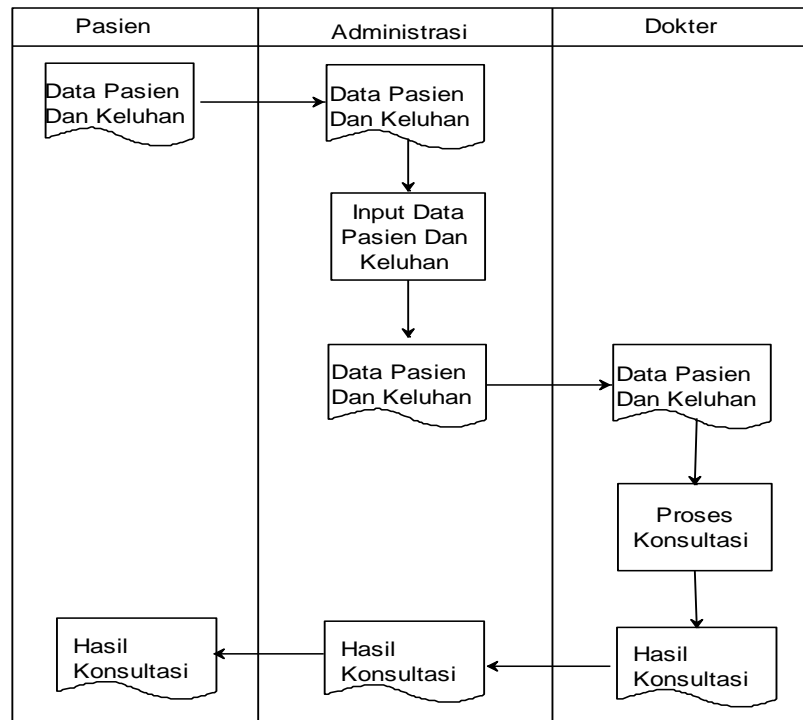 Pasien
Administrasi
Dokter
Data Pasien
Dan Keluhan
Data Pasien
Dan Keluhan
Input Data
Pasien Dan
Keluhan
Data Pasien
Dan Keluhan
Data Pasien
Dan Keluhan
Proses
Konsultasi
Hasil
Konsultasi
Hasil
Konsultasi
Hasil
Konsultasi